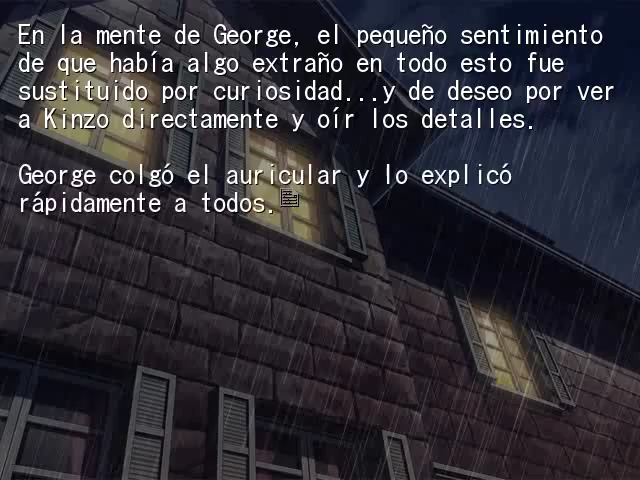 En la mente de George, el pequeño sentimiento
de que había algo extraño en todo esto fue
sustituido por curiosidad...y de deseo por ver
a Kinzo directamente y oír los detalles.
George colgó el auricular y lo explicó
rápidamente a todos.